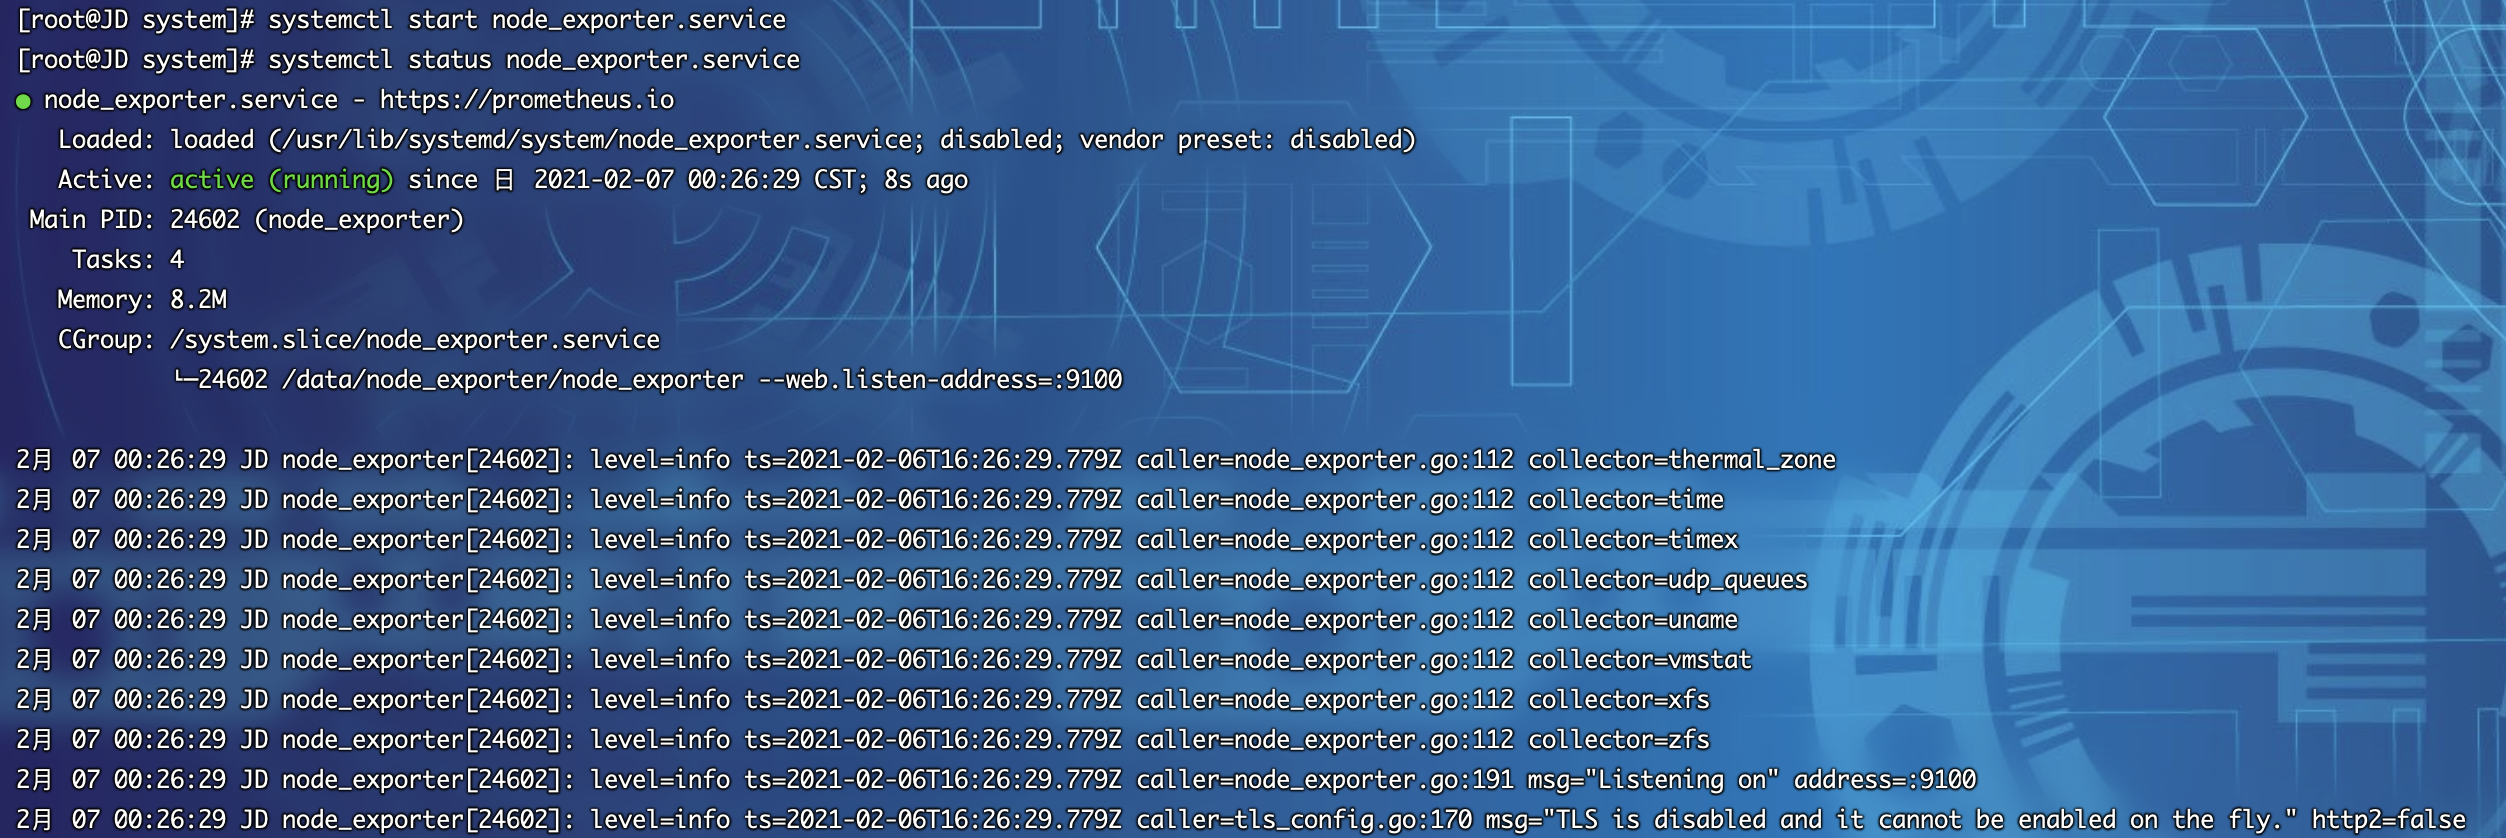 [root@JD system]# systemctl start node_exporter.service
[root@JD system]# systemctl status node_exporter.service
● node_exporter.service - https://prometheus.io
   Loaded: loaded (/usr/lib/systemd/system/node_exporter.service; disabled; vendor preset: disabled)
   Active: active (running) since 日 2021-02-07 00:26:29 CST; 8s ago
 Main PID: 24602 (node_exporter)
    Tasks: 4
   Memory: 8.2M
   CGroup: /system.slice/node_exporter.service
           └─24602 /data/node_exporter/node_exporter --web.listen-address=:9100

2月 07 00:26:29 JD node_exporter[24602]: level=info ts=2021-02-06T16:26:29.779Z caller=node_exporter.go:112 collector=thermal_zone
2月 07 00:26:29 JD node_exporter[24602]: level=info ts=2021-02-06T16:26:29.779Z caller=node_exporter.go:112 collector=time
2月 07 00:26:29 JD node_exporter[24602]: level=info ts=2021-02-06T16:26:29.779Z caller=node_exporter.go:112 collector=timex
2月 07 00:26:29 JD node_exporter[24602]: level=info ts=2021-02-06T16:26:29.779Z caller=node_exporter.go:112 collector=udp_queues
2月 07 00:26:29 JD node_exporter[24602]: level=info ts=2021-02-06T16:26:29.779Z caller=node_exporter.go:112 collector=uname
2月 07 00:26:29 JD node_exporter[24602]: level=info ts=2021-02-06T16:26:29.779Z caller=node_exporter.go:112 collector=vmstat
2月 07 00:26:29 JD node_exporter[24602]: level=info ts=2021-02-06T16:26:29.779Z caller=node_exporter.go:112 collector=xfs
2月 07 00:26:29 JD node_exporter[24602]: level=info ts=2021-02-06T16:26:29.779Z caller=node_exporter.go:112 collector=zfs
2月 07 00:26:29 JD node_exporter[24602]: level=info ts=2021-02-06T16:26:29.779Z caller=node_exporter.go:191 msg="Listening on" address=:9100
2月 07 00:26:29 JD node_exporter[24602]: level=info ts=2021-02-06T16:26:29.779Z caller=tls_config.go:170 msg="TLS is disabled and it cannot be enabled on the fly." http2=false